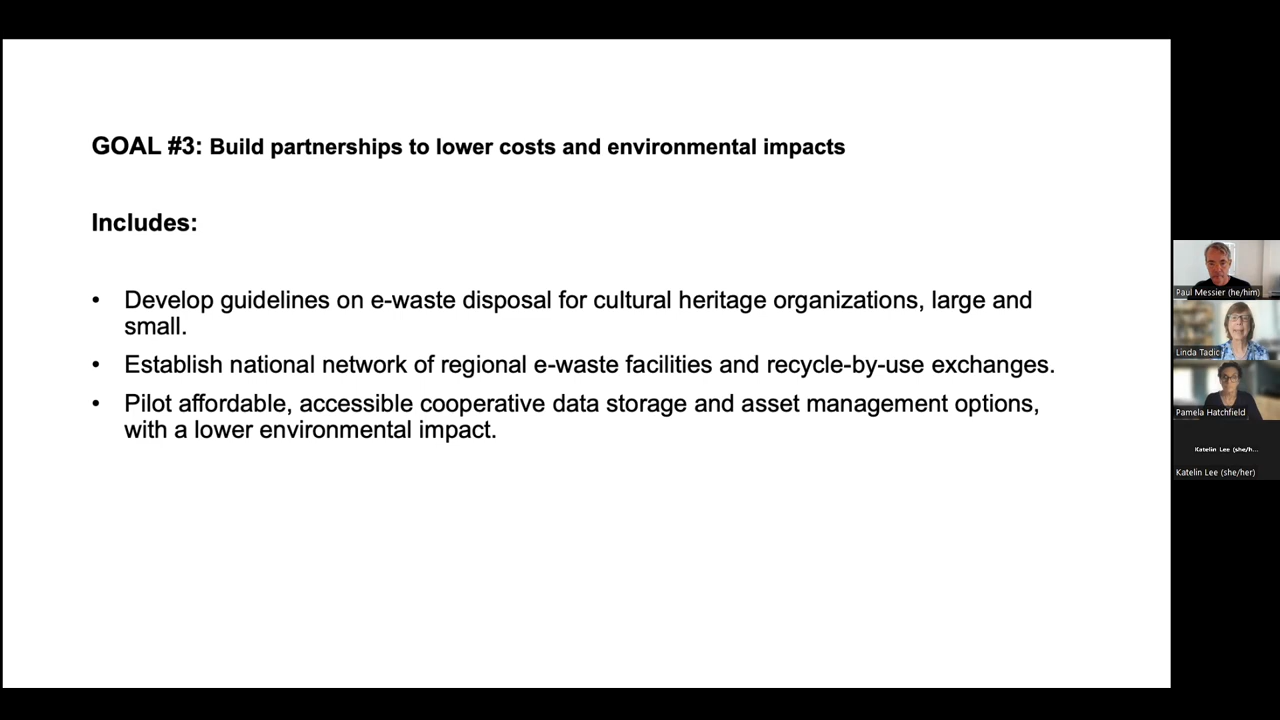 GOAL #3: Build partnerships to lower costs and environmental impacts
Includes:
• Develop guidelines on e-waste disposal for cultural heritage organizations, large and
small.
• Establish national network of regional e-waste facilities and recycle-by-use exchanges.
• Pilot affordable, accessible cooperative data storage and asset management options,
with a lower environmental impact.
Paul Messier (he/him)
Linda Tadic
Pamela Hatchfield
Katelin Lee (she/h...
Katelin Lee (she/her)